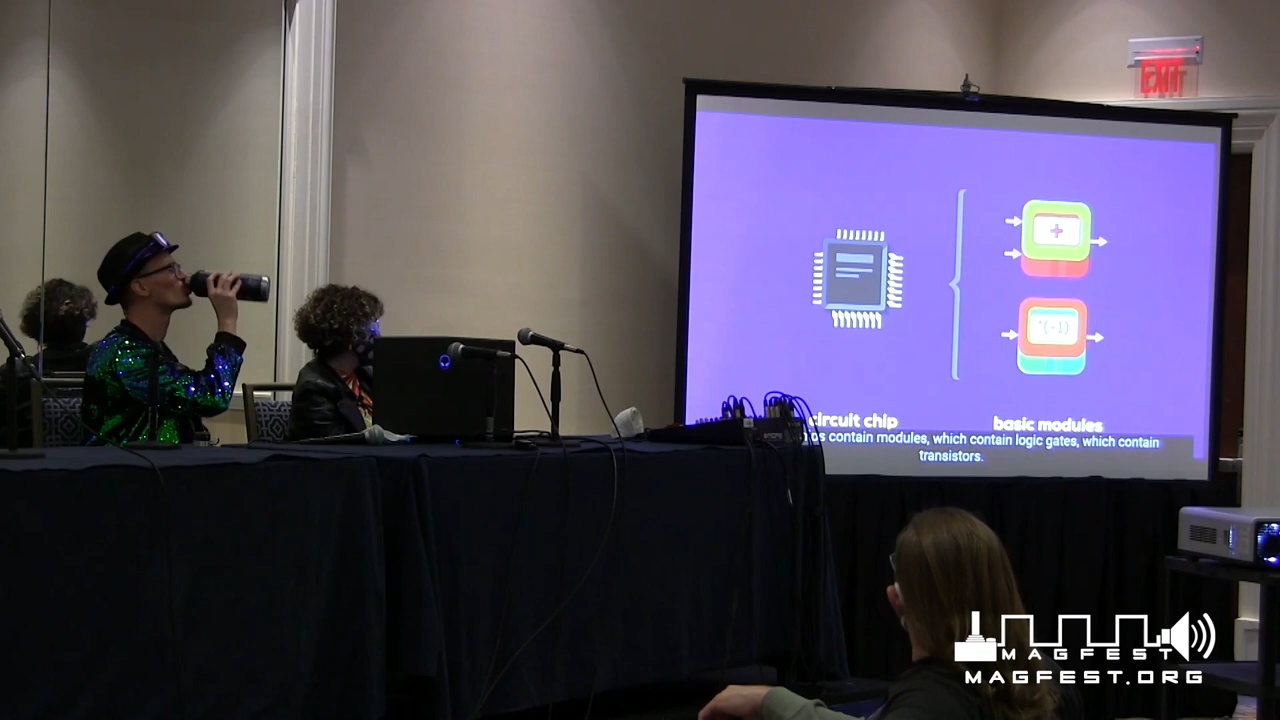 EXIT
+
*(-1)
circuit chip
basic modules
contain modules, which contain logic gates, which contain
transistors.
MAGFEST
MAGFEST.ORG